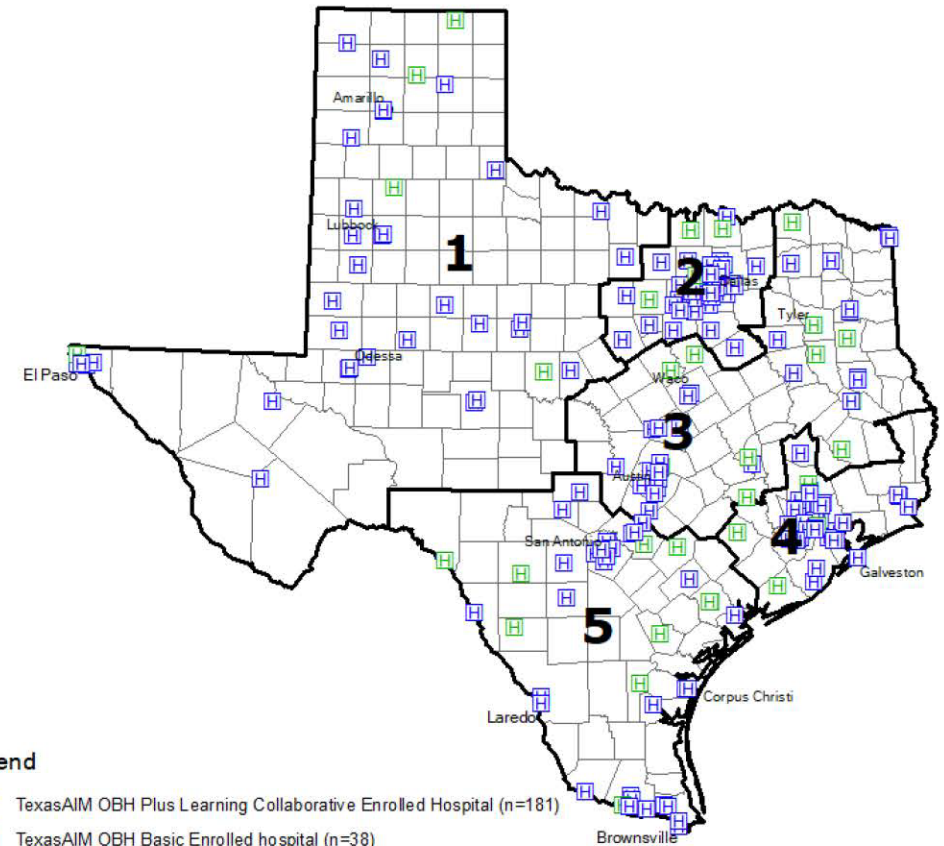 Amarillo
Lubbock
1
2
Dallas
Tyler
El Paso
Odessa
Waco
3
Austin
San Antonio
4
Galveston
5
Corpus Christi
Laredo
end
TexasAIM OBH Plus Learning Collaborative Enrolled Hospital (n=181)
TexasAIM OBH Basic Enrolled hospital (n=38)
Brownsville